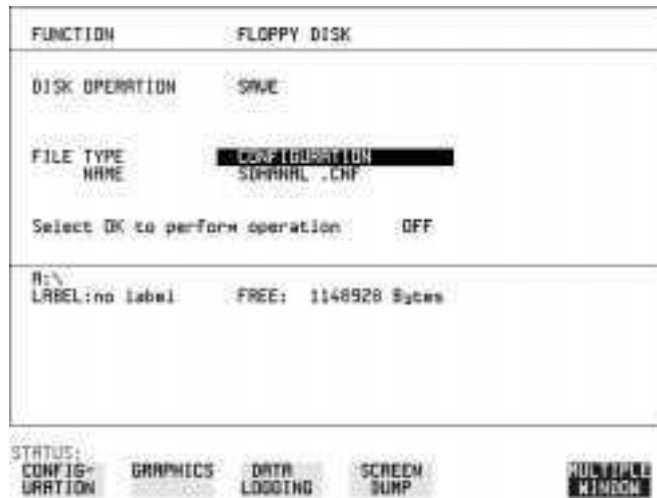 FUNCTION FLOPPY DISK
DISK OPERATION SAVE
FILE TYPE CONFIGURATION
NAME SDHANAL .CNF
Select OK to perform operation OFF
A:\
LABEL:no label FREE: 1148928 Bytes
STATUS:
CONFIG- GRAPHICS DATA SCREEN MULTIPLE
URATION LOGGING DUMP WINDOW